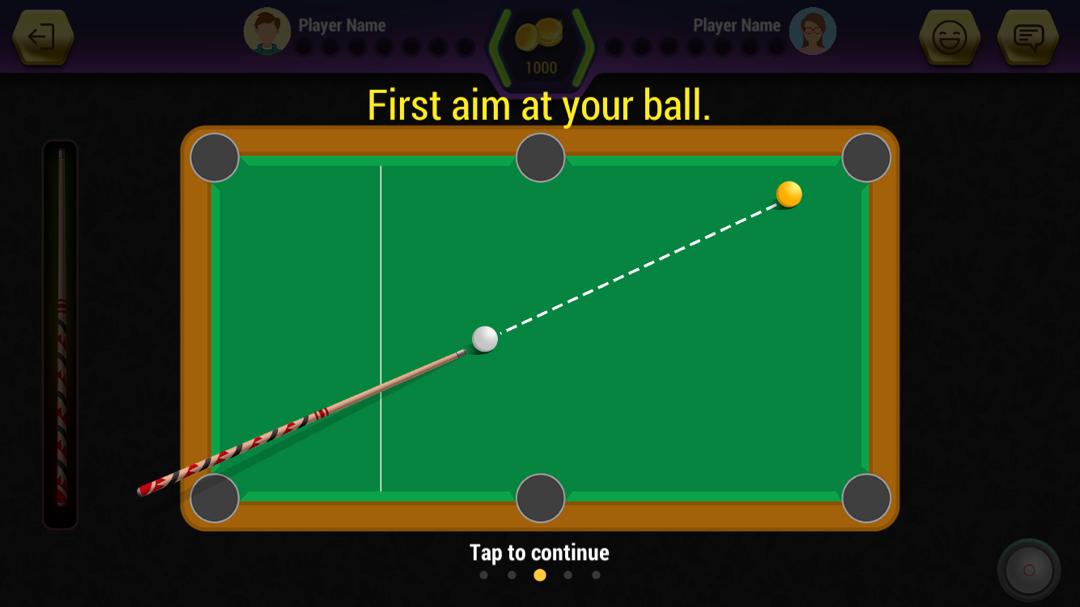 Player Name
Player Name
1000
First aim at your ball.
Tap to continue